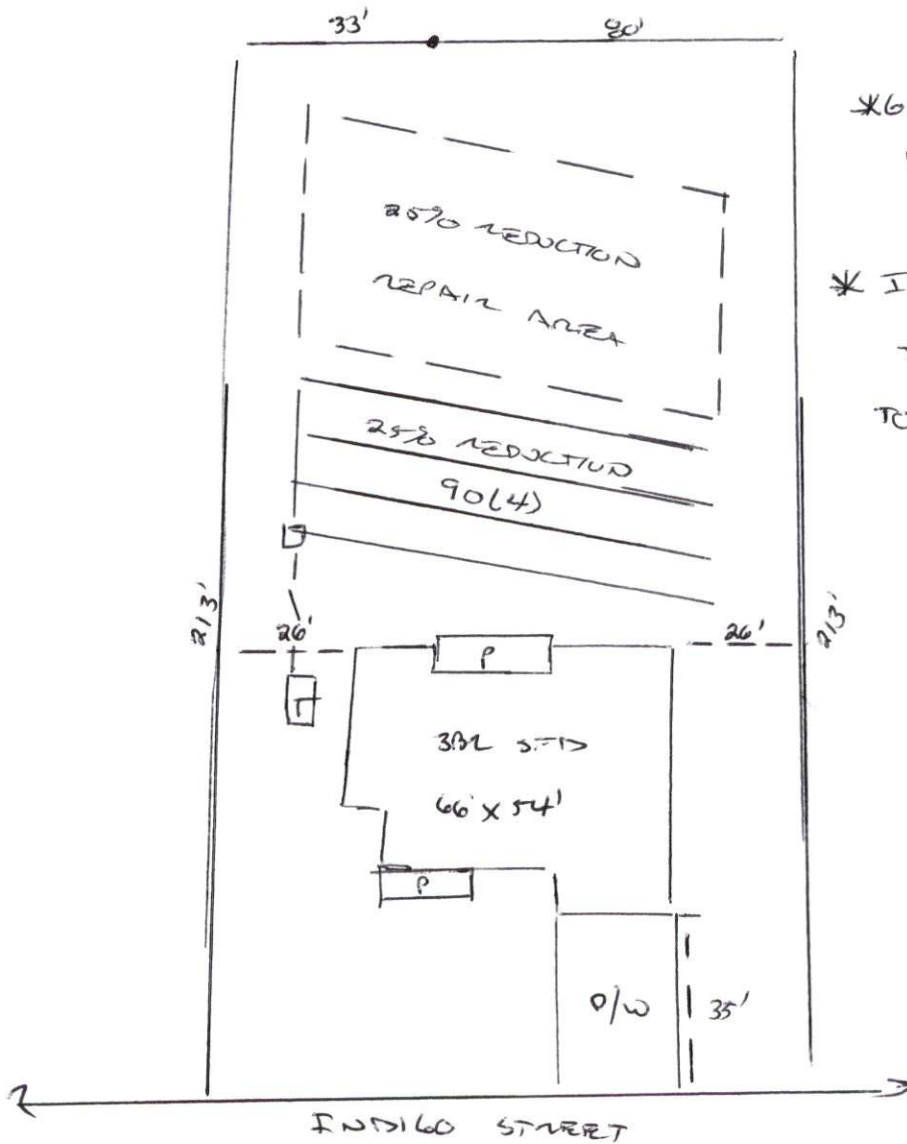 33' 80'
*
25% REDUCTION
REPAIR AREA
* I
TO
25% REDUCTION
90(4)
213' 26' 26' 213'
P
T
3BR SFD
66' X 54'
P
D/W 35'
INDIGO STREET